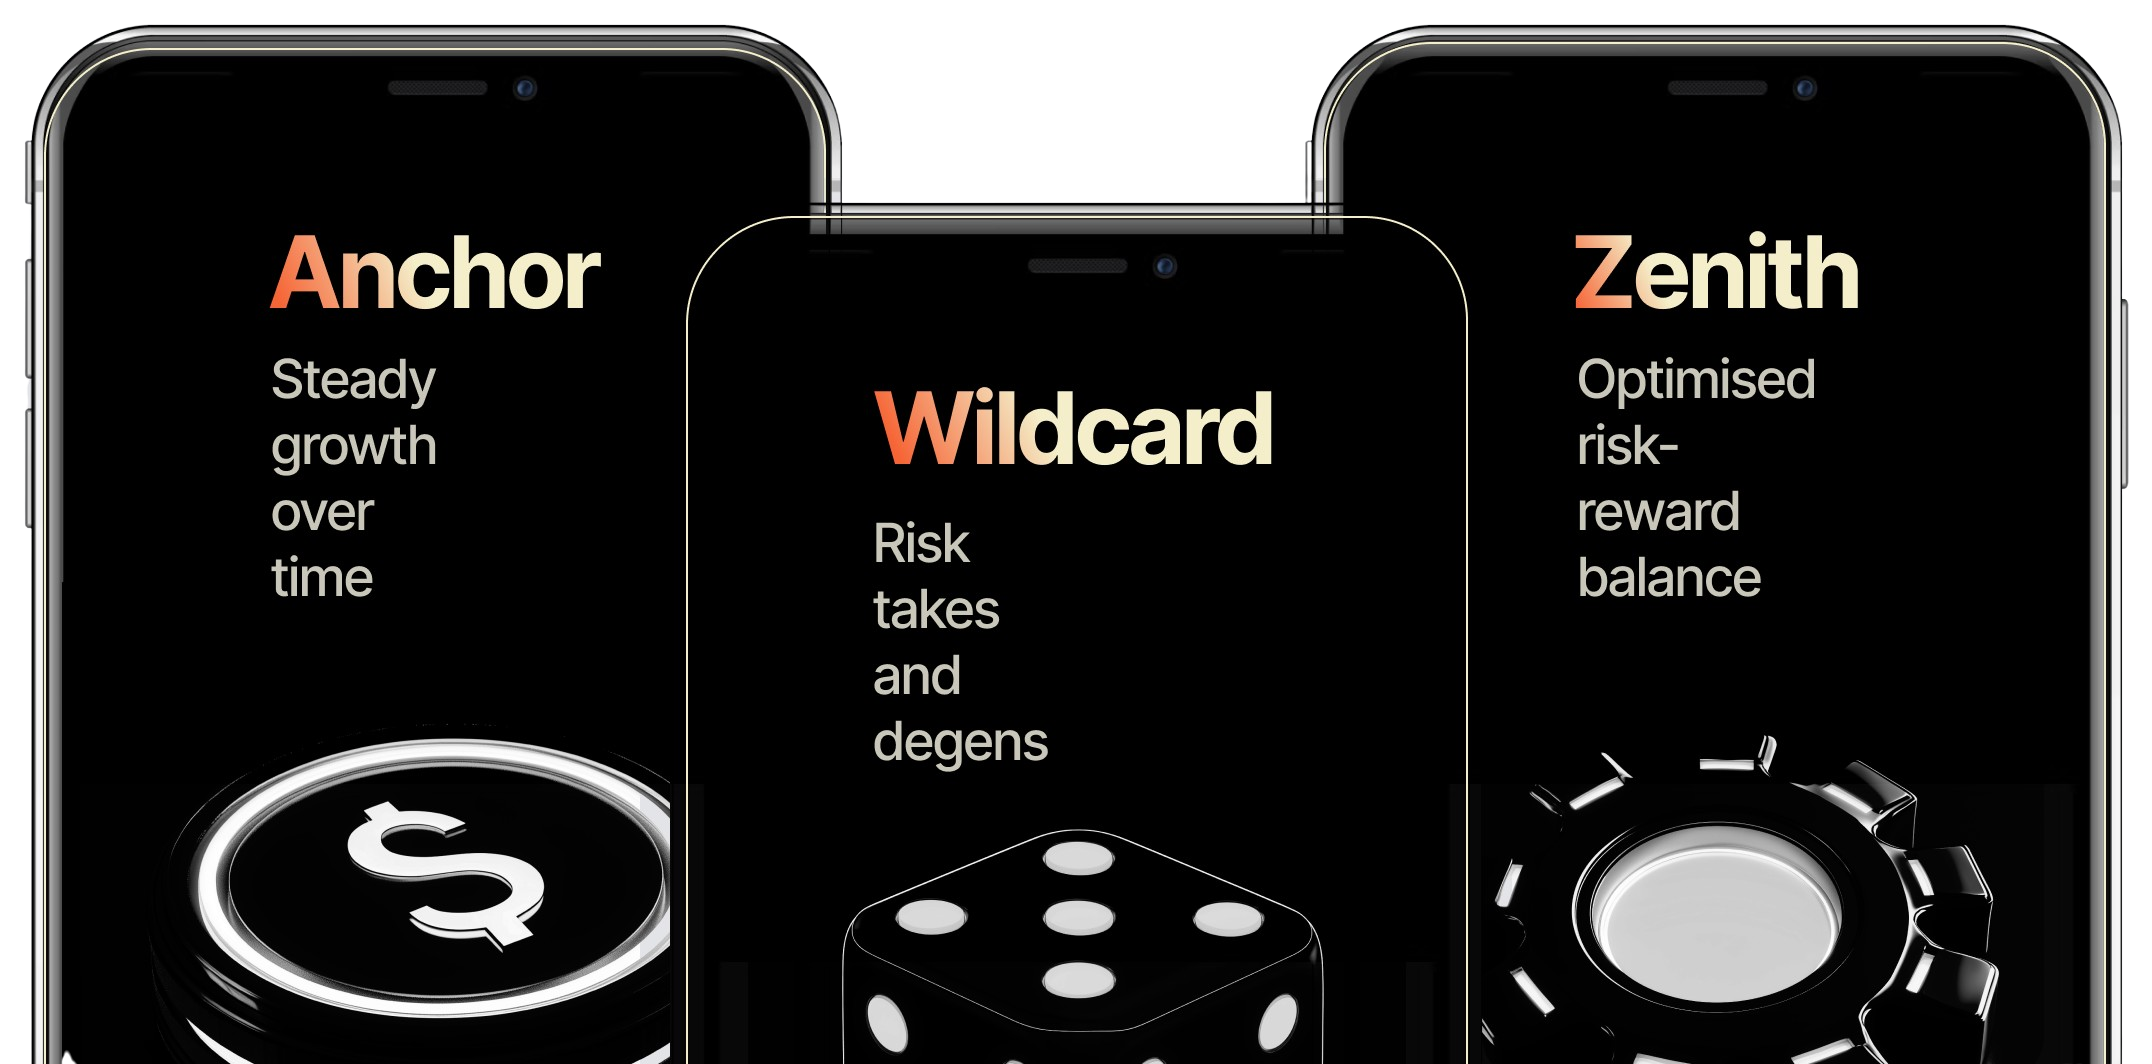 Anchor
Steady
growth
over
time
$
Wildcard
Risk
takes
and
degens
Zenith
Optimised
risk-
reward
balance